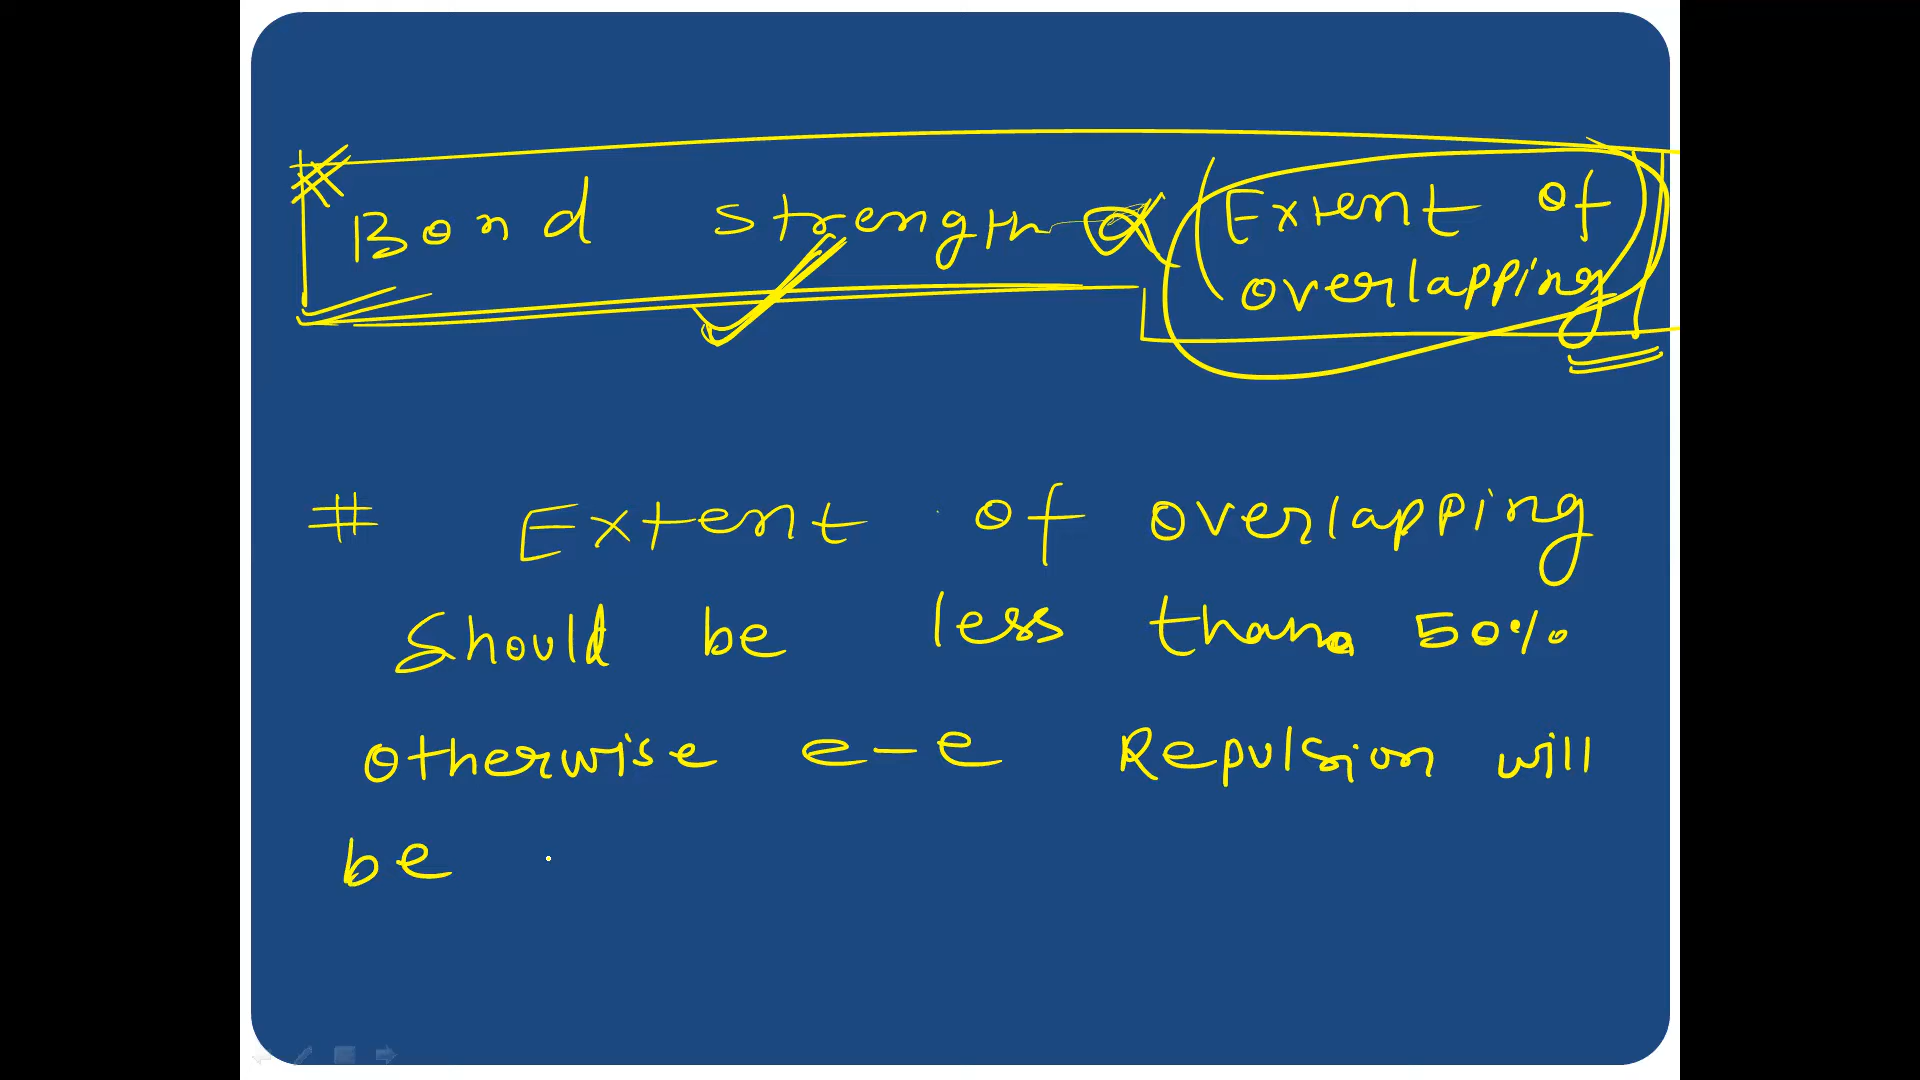 Bond strength ∝ (Extent of
overlapping)
# Extent of overlapping
should be less than 50%
otherwise e-e Repulsion will
be